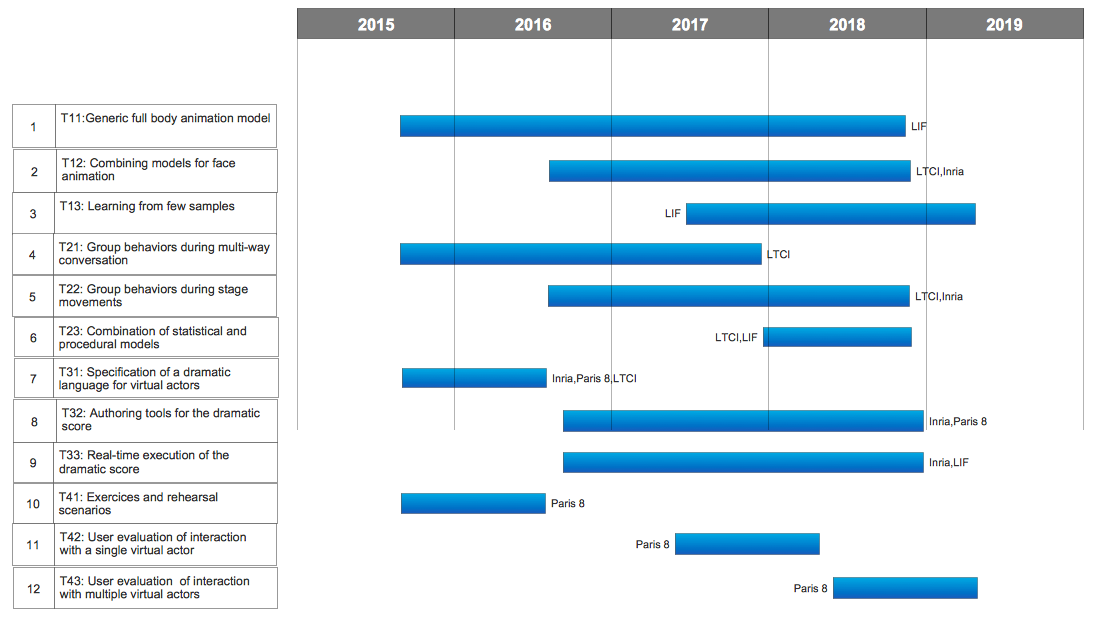 2015 2016 2017 2018 2019
1 T11:Generic full body animation model LIF
2 T12: Combining models for face
animation
LTCI,Inria
3 T13: Learning from few samples LIF
4 T21: Group behaviors during multi-way
conversation
LTCI
5 T22: Group behaviors during stage
movements
LTCI,Inria
6 T23: Combination of statistical and
procedural models
LTCI,LIF
7 T31: Specification of a dramatic
language for virtual actors
Inria,Paris 8,LTCI
8 T32: Authoring tools for the dramatic
score
Inria,Paris 8
9 T33: Real-time execution of the
dramatic score
Inria,LIF
10 T41: Exercices and rehearsal
scenarios
Paris 8
11 T42: User evaluation of interaction
with a single virtual actor
Paris 8
12 T43: User evaluation of interaction
with multiple virtual actors
Paris 8